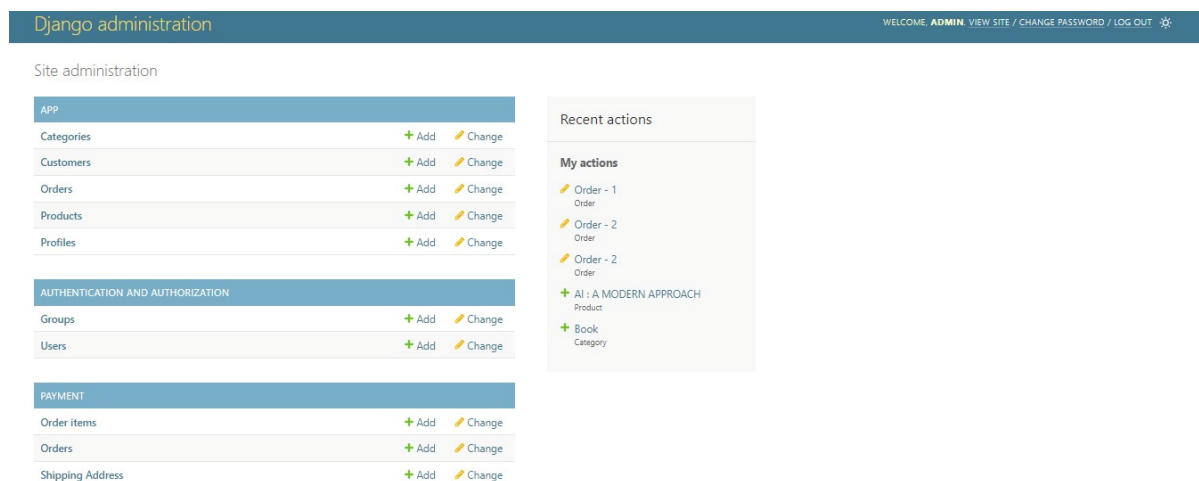 Django administration
WELCOME, ADMIN. VIEW SITE / CHANGE PASSWORD / LOG OUT
Site administration
APP
Categories Add Change
Customers Add Change
Orders Add Change
Products Add Change
Profiles Add Change
AUTHENTICATION AND AUTHORIZATION
Groups Add Change
Users Add Change
PAYMENT
Order items Add Change
Orders Add Change
Shipping Address Add Change
Recent actions
My actions
Order - 1
Order
Order - 2
Order
Order - 2
Order
AI : A MODERN APPROACH
Product
Book
Category